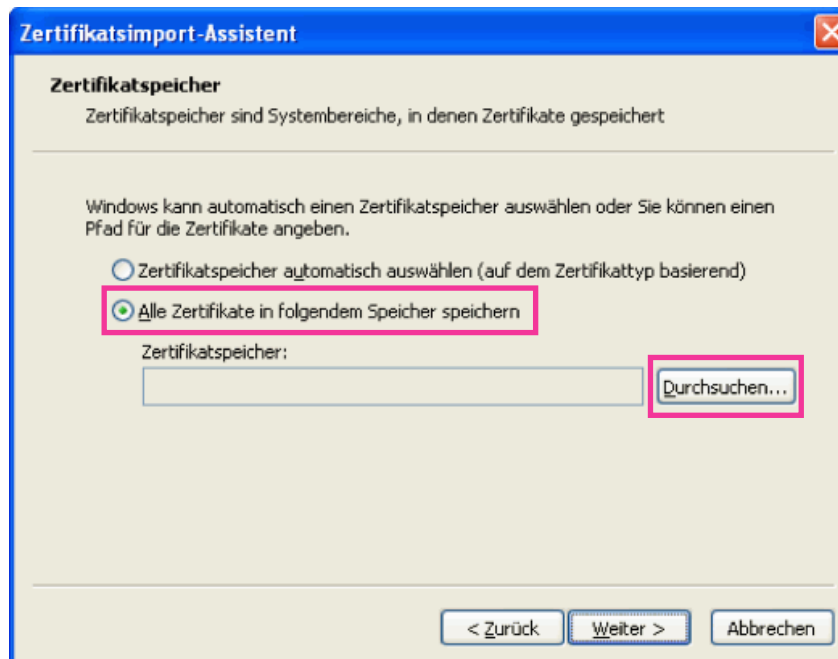 Zertifikatsimport-Assistent
Zertifikatspeicher
Zertifikatspeicher sind Systembereiche, in denen Zertifikate gespeichert
Windows kann automatisch einen Zertifikatspeicher auswählen oder Sie können einen
Pfad für die Zertifikate angeben.
Zertifikatspeicher automatisch auswählen (auf dem Zertifikattyp basierend)
Alle Zertifikate in folgendem Speicher speichern
Zertifikatspeicher:
Durchsuchen...
< Zurück Weiter > Abbrechen